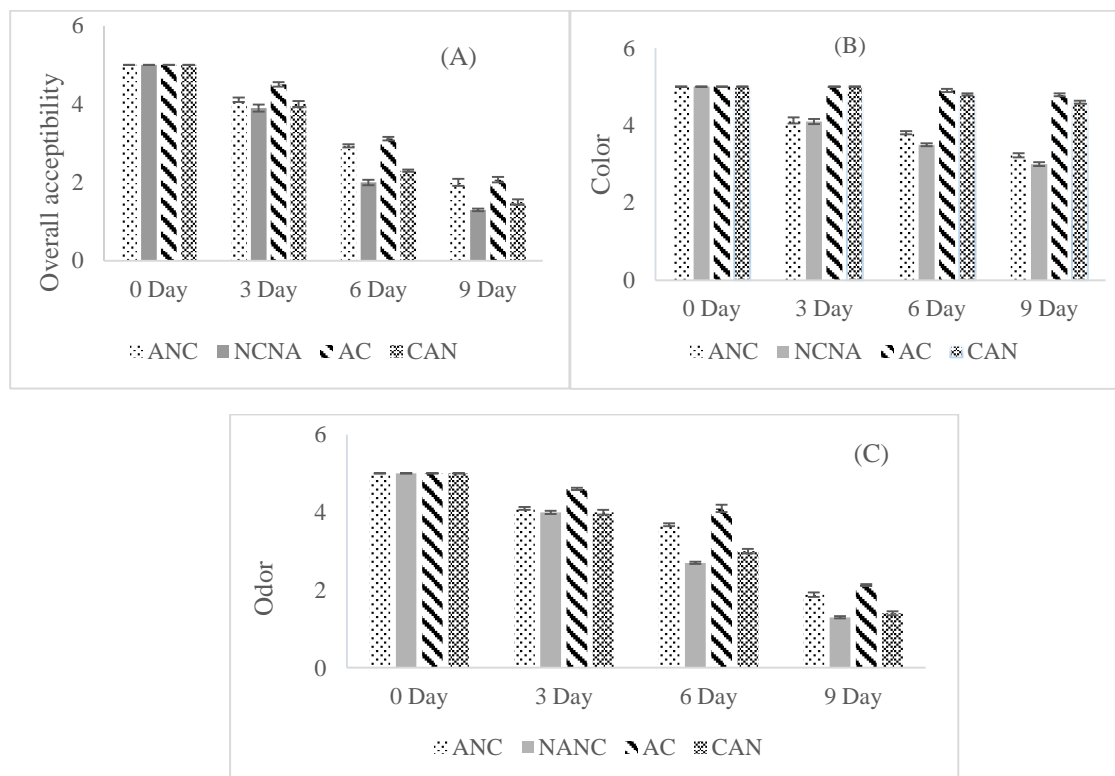 (A)
6
4
2
0
Overall acceptibility
0 Day 3 Day 6 Day 9 Day
ANC NCNA AC CAN
(B)
6
4
2
0
Color
0 Day 3 Day 6 Day 9 Day
ANC NCNA AC CAN
(C)
6
4
2
0
Odor
0 Day 3 Day 6 Day 9 Day
ANC NANC AC CAN